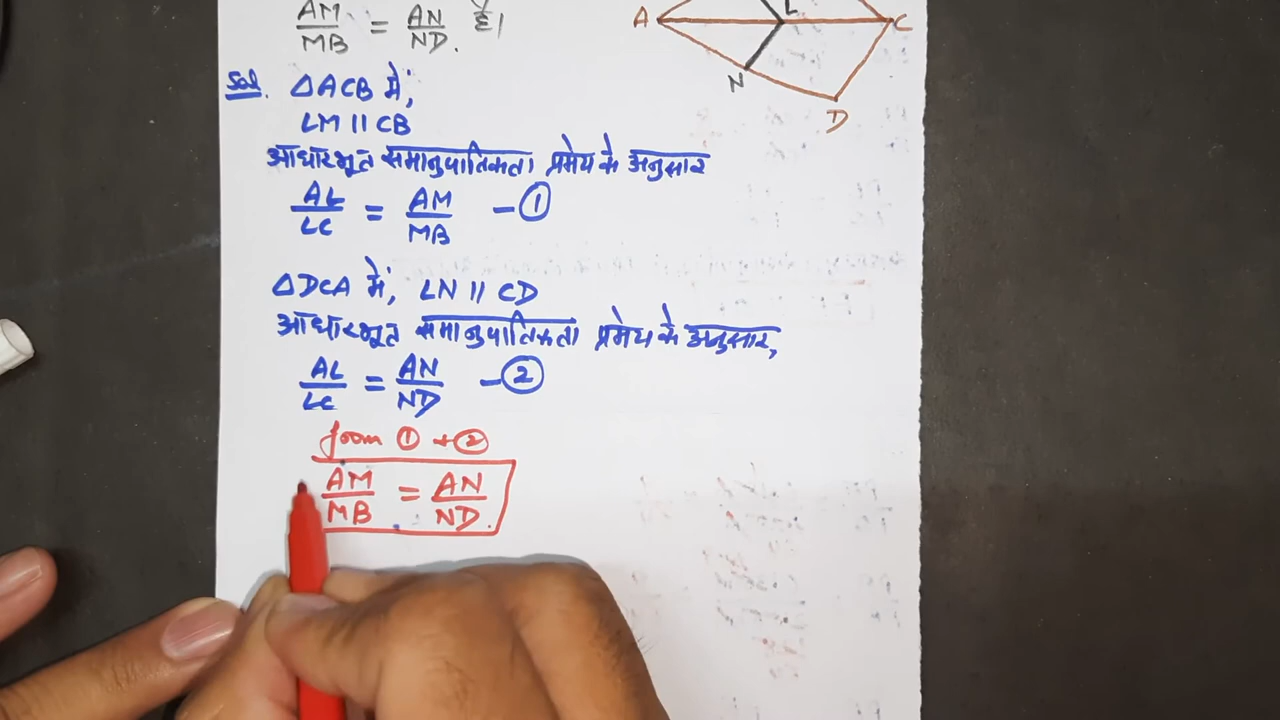 AM/MB = AN/ND.
A L C
N
D
Sol. ΔACB में,
LM || CB
आधारभूत समानुपातिकता प्रमेय के अनुसार
AL/LC = AM/MB - ①
ΔDCA में, LN || CD
आधारभूत समानुपातिकता प्रमेय के अनुसार,
AL/LC = AN/ND - ②
from ① + ②
AM/MB = AN/ND.